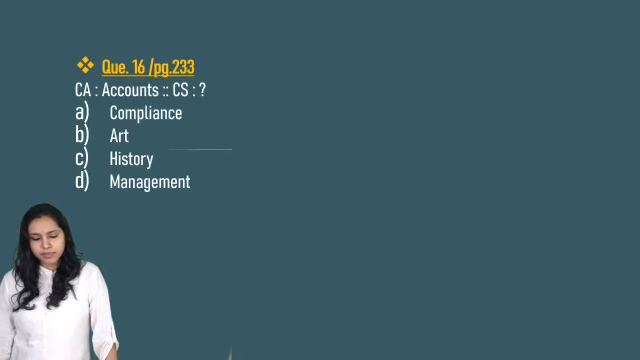 Que. 16 /pg.233
CA : Accounts :: CS : ?
a) Compliance
b) Art
c) History
d) Management